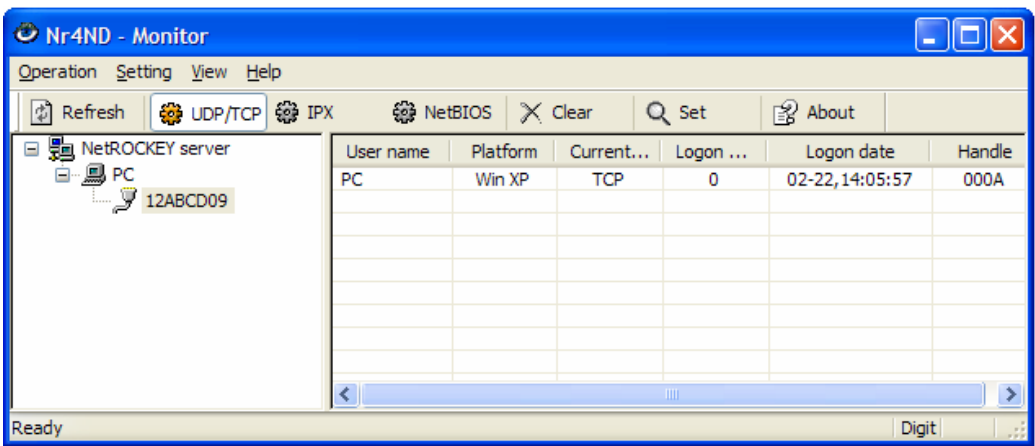 Nr4ND - Monitor
Operation Setting View Help
Refresh UDP/TCP IPX NetBIOS Clear Set About
NetROCKEY server
PC
12ABCD09
User name Platform Current... Logon ... Logon date Handle
PC Win XP TCP 0 02-22,14:05:57 000A
Ready Digit